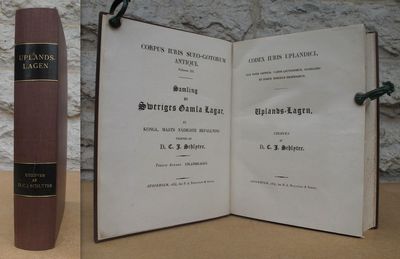 UPLANDS-
LAGEN
UTGIFVEN
AF
D. C. J. SCHLYTER
CORPUS IURIS SUEO-GOTORUM
ANTIQUI.
Volumen III.
Samling
af
Sweriges Gamla Lagar,
på
KONGL. MAJ:TS NÅDIGSTE BEFALLNING
UTGIFVEN AF
D. C. J. Schlyter.
Tredje Bandet. UPLANDSLAGEN.
STOCKHOLM,
CODEX IURIS UPLANDICI,
Uplands-Lagen,
UTGIFVEN
AF
D. C. J. Schlyter.
STOCKHOLM,